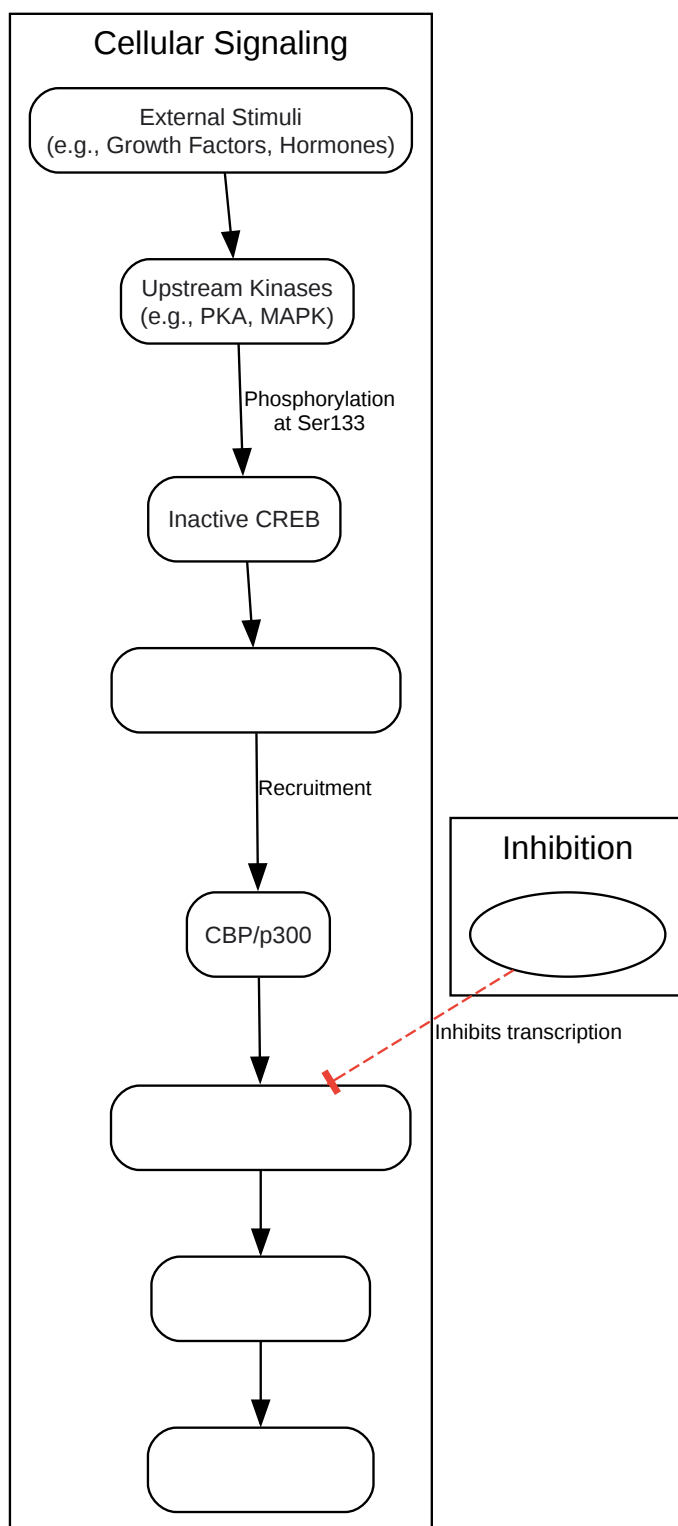 Cellular Signaling
External Stimuli
(e.g., Growth Factors, Hormones)
Upstream Kinases
(e.g., PKA, MAPK)
Phosphorylation
at Ser133
Inactive CREB
Recruitment
CBP/p300
Inhibition
Inhibits transcription